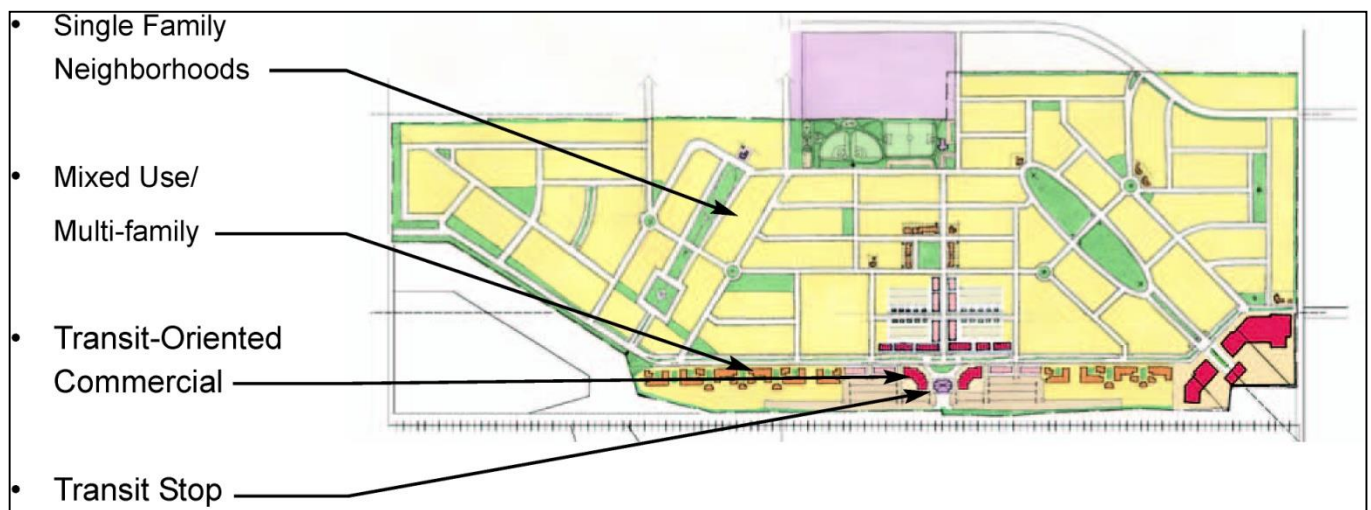 • Single Family
Neighborhoods
• Mixed Use/
Multi-family
• Transit-Oriented
Commercial
• Transit Stop